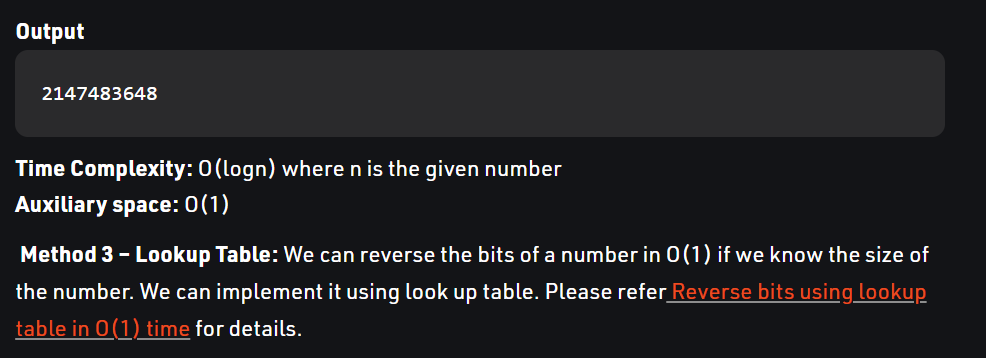 Output
2147483648
Time Complexity: O(logn) where n is the given number
Auxiliary space: O(1)
Method 3 – Lookup Table: We can reverse the bits of a number in O(1) if we know the size of
the number. We can implement it using look up table. Please refer Reverse bits using lookup
table in O(1) time for details.